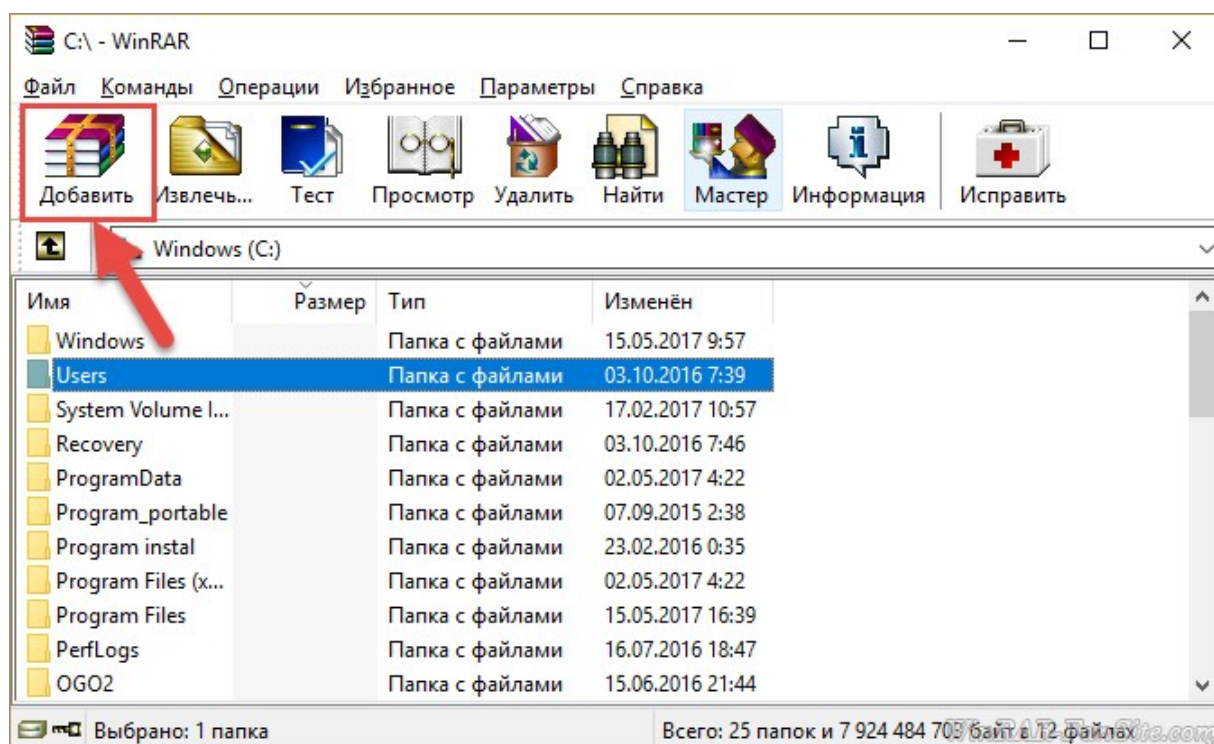 C:\ - WinRAR
Файл Команды Операции Избранное Параметры Справка
Добавить Извлечь... Тест Просмотр Удалить Найти Мастер Информация Исправить
Windows (C:)
Имя Размер Тип Изменён
Windows Папка с файлами 15.05.2017 9:57
Users Папка с файлами 03.10.2016 7:39
System Volume I... Папка с файлами 17.02.2017 10:57
Recovery Папка с файлами 03.10.2016 7:46
ProgramData Папка с файлами 02.05.2017 4:22
Program_portable Папка с файлами 07.09.2015 2:38
Program instal Папка с файлами 23.02.2016 0:35
Program Files (x... Папка с файлами 02.05.2017 4:22
Program Files Папка с файлами 15.05.2017 16:39
PerfLogs Папка с файлами 16.07.2016 18:47
OGO2 Папка с файлами 15.06.2016 21:44
Выбрано: 1 папка Всего: 25 папок и 7 924 484 703 байт в 12 файлах
WinRAR-FanSite.com